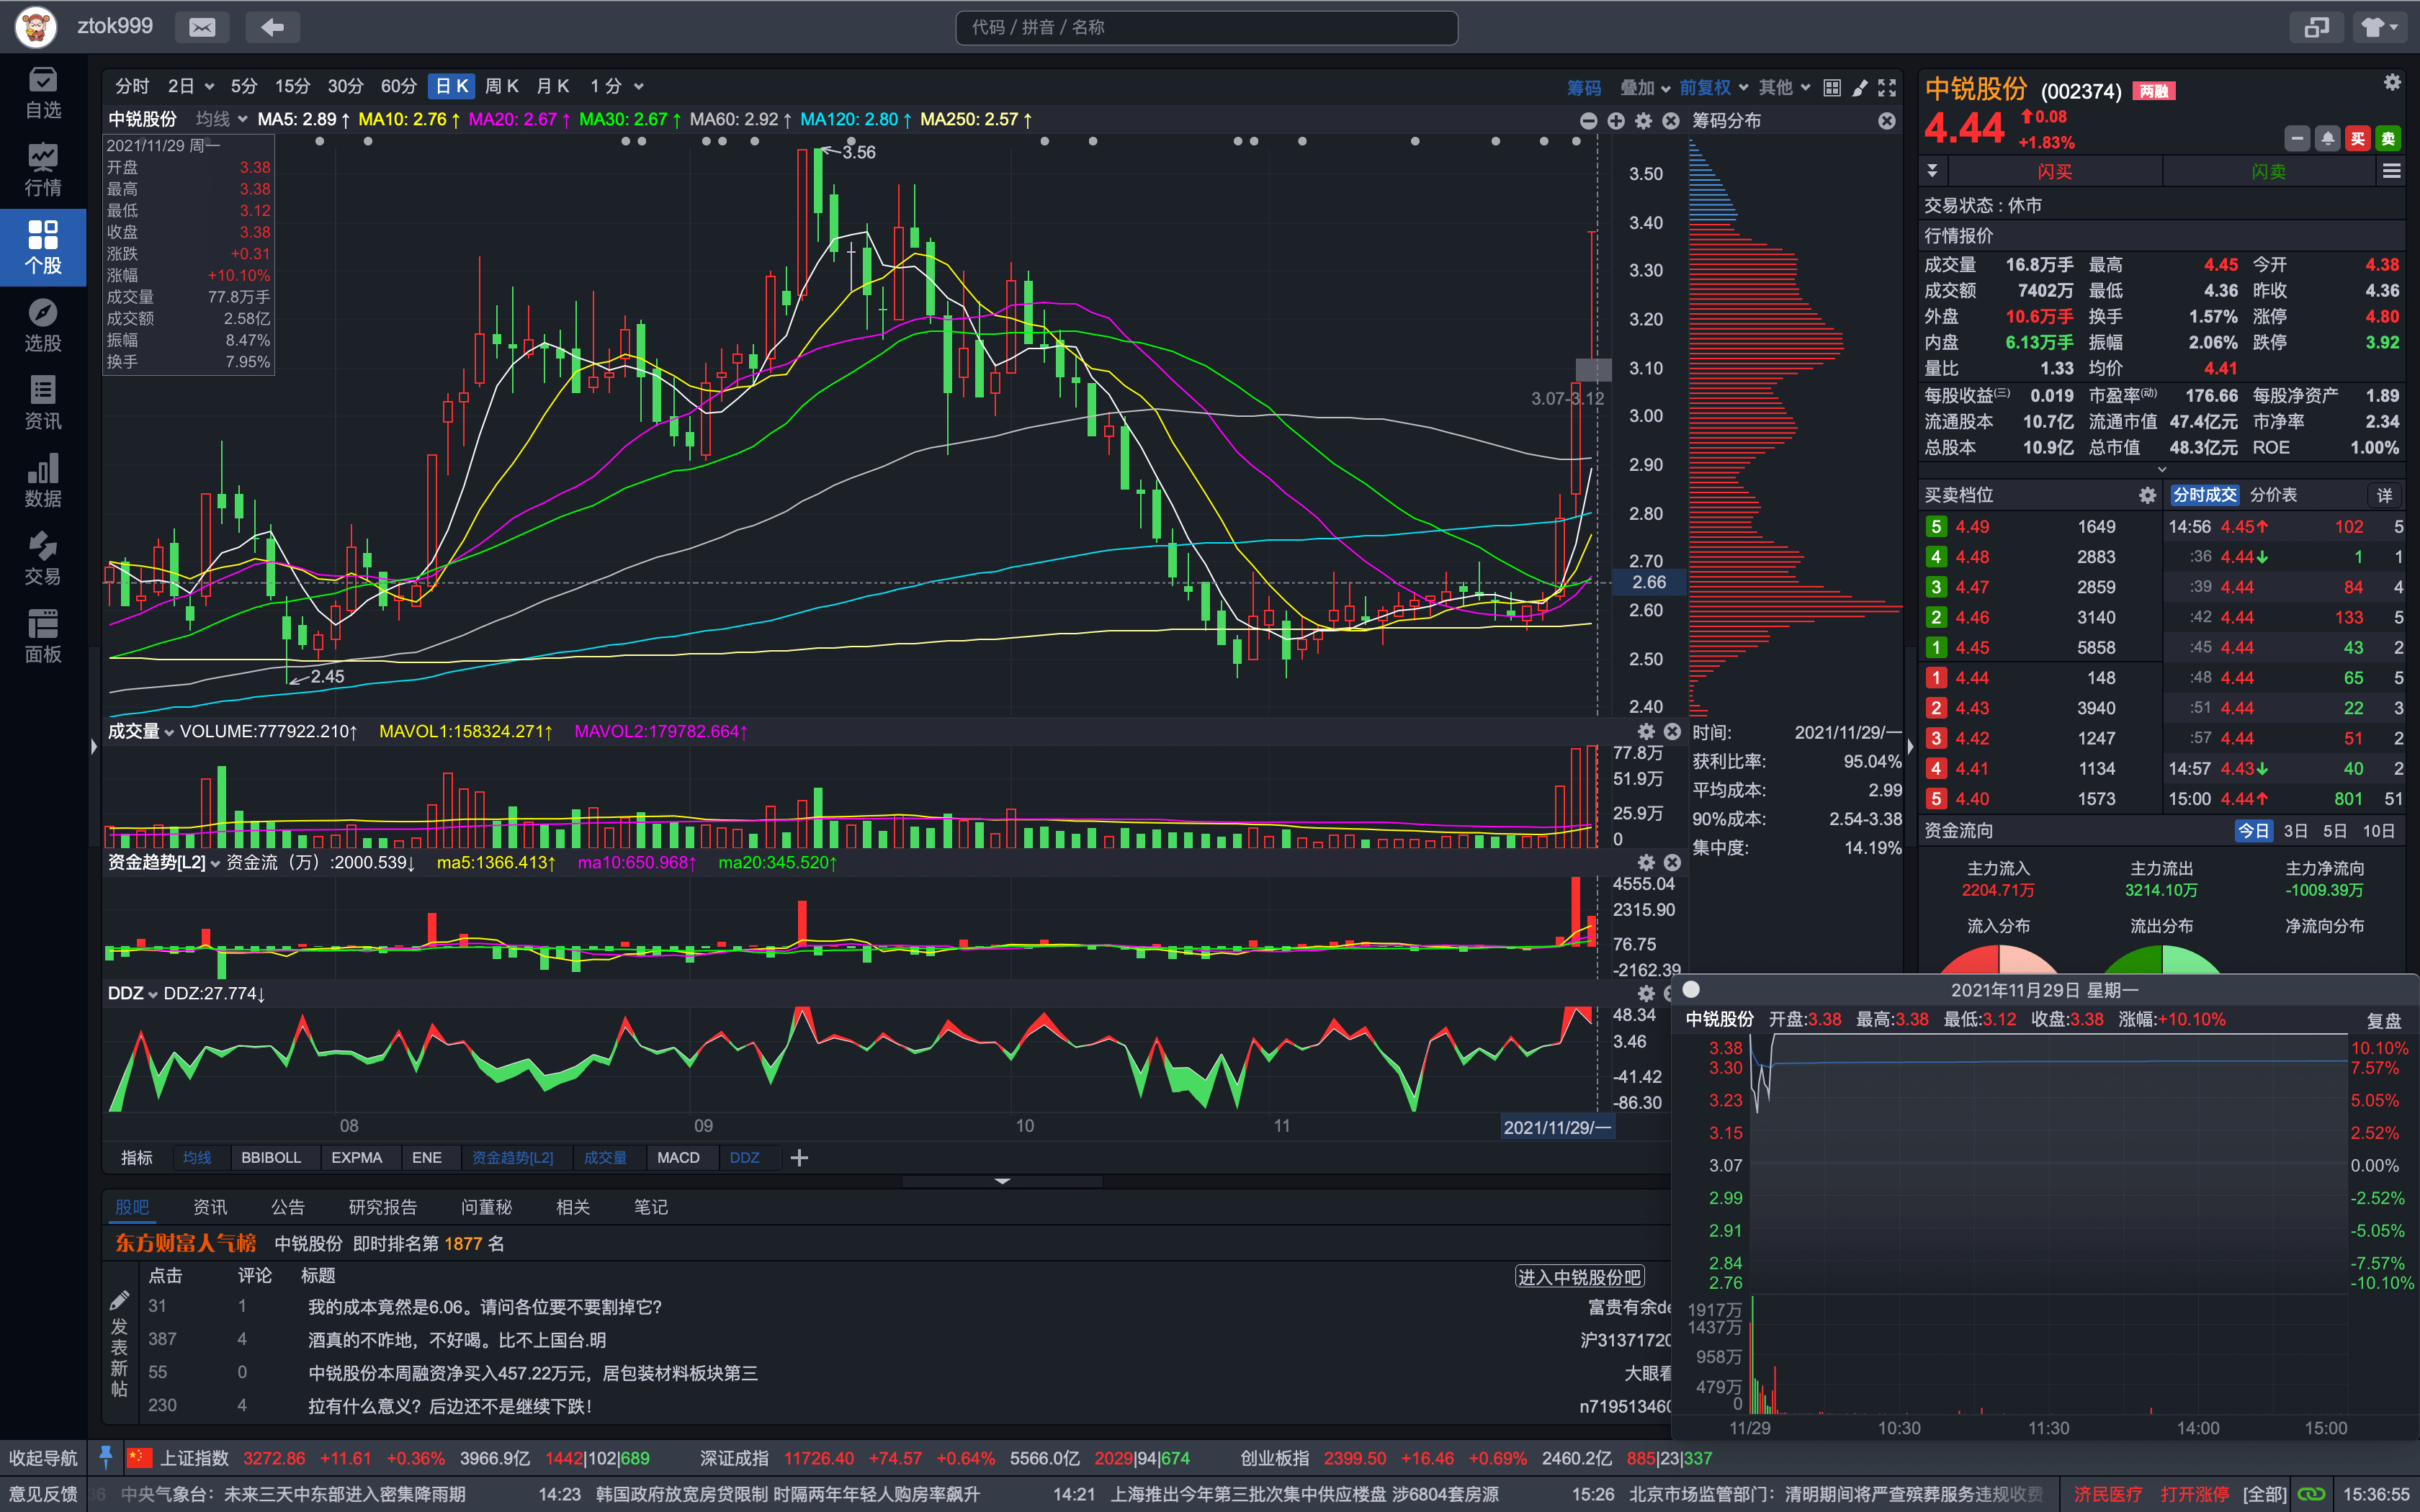 ztok999
代码 / 拼音 / 名称
自选
行情
个股
选股
资讯
数据
交易
面板
分时 2日 5分 15分 30分 60分 日K 周K 月K 1分
筹码 叠加 前复权 其他
中锐股份 均线 MA5: 2.89↑ MA10: 2.76↑ MA20: 2.67↑ MA30: 2.67↑ MA60: 2.92↑ MA120: 2.80↑ MA250: 2.57↑
筹码分布
2021/11/29 周一
开盘 3.38
最高 3.38
最低 3.12
收盘 3.38
涨跌 +0.31
涨幅 +10.10%
成交量 77.8万手
成交额 2.58亿
振幅 8.47%
换手 7.95%
3.56
3.07-3.12
2.45
3.50
3.40
3.30
3.20
3.10
3.00
2.90
2.80
2.70
2.66
2.60
2.50
2.40
成交量 VOLUME:777922.210↑ MAVOL1:158324.271↑ MAVOL2:179782.664↑
77.8万
51.9万
25.9万
0
资金趋势[L2] 资金流（万）:2000.539↓ ma5:1366.413↑ ma10:650.968↑ ma20:345.520↑
4555.04
2315.90
76.75
-2162.39
DDZ DDZ:27.774↓
48.34
3.46
-41.42
-86.30
08 09 10 11 2021/11/29/一
时间: 2021/11/29/一
获利比率: 95.04%
平均成本: 2.99
90%成本: 2.54-3.38
集中度: 14.19%
指标 均线 BBIBOLL EXPMA ENE 资金趋势[L2] 成交量 MACD DDZ
股吧 资讯 公告 研究报告 问董秘 相关 笔记
东方财富人气榜 中锐股份 即时排名第 1877 名
点击 评论 标题
进入中锐股份吧
31 1 我的成本竟然是6.06。请问各位要不要割掉它？ 富贵有余de
387 4 酒真的不咋地，不好喝。比不上国台.明 沪31371720
55 0 中锐股份本周融资净买入457.22万元，居包装材料板块第三 大眼看
230 4 拉有什么意义？后边还不是继续下跌！ n719513460
发表新帖
中锐股份 (002374) 两融
4.44 0.08
+1.83%
买 卖
闪买 闪卖
交易状态 : 休市
行情报价
成交量 16.8万手 最高 4.45 今开 4.38
成交额 7402万 最低 4.36 昨收 4.36
外盘 10.6万手 换手 1.57% 涨停 4.80
内盘 6.13万手 振幅 2.06% 跌停 3.92
量比 1.33 均价 4.41
每股收益(三) 0.019 市盈率(动) 176.66 每股净资产 1.89
流通股本 10.7亿 流通市值 47.4亿元 市净率 2.34
总股本 10.9亿 总市值 48.3亿元 ROE 1.00%
买卖档位 分时成交 分价表 详
5 4.49 1649 14:56 4.45↑ 102 5
4 4.48 2883 :36 4.44↓ 1 1
3 4.47 2859 :39 4.44 84 4
2 4.46 3140 :42 4.44 133 5
1 4.45 5858 :45 4.44 43 2
1 4.44 148 :48 4.44 65 5
2 4.43 3940 :51 4.44 22 3
3 4.42 1247 :57 4.44 51 2
4 4.41 1134 14:57 4.43↓ 40 2
5 4.40 1573 15:00 4.44↑ 801 51
资金流向 今日 3日 5日 10日
主力流入 主力流出 主力净流向
2204.71万 3214.10万 -1009.39万
流入分布 流出分布 净流向分布
2021年11月29日 星期一
中锐股份 开盘:3.38 最高:3.38 最低:3.12 收盘:3.38 涨幅:+10.10% 复盘
3.38 10.10%
3.30 7.57%
3.23 5.05%
3.15 2.52%
3.07 0.00%
2.99 -2.52%
2.91 -5.05%
2.84 -7.57%
2.76 -10.10%
1917万
1437万
958万
479万
0
11/29 10:30 11:30 14:00 15:00
收起导航 上证指数 3272.86 +11.61 +0.36% 3966.9亿 1442|102|689 深证成指 11726.40 +74.57 +0.64% 5566.0亿 2029|94|674 创业板指 2399.50 +16.46 +0.69% 2460.2亿 885|23|337
意见反馈 中央气象台：未来三天中东部进入密集降雨期 14:23 韩国政府放宽房贷限制 时隔两年年轻人购房率飙升 14:21 上海推出今年第三批次集中供应楼盘 涉6804套房源 15:26 北京市场监管部门：清明期间将严查殡葬服务违规收费 济民医疗 打开涨停 [全部] 15:36:55